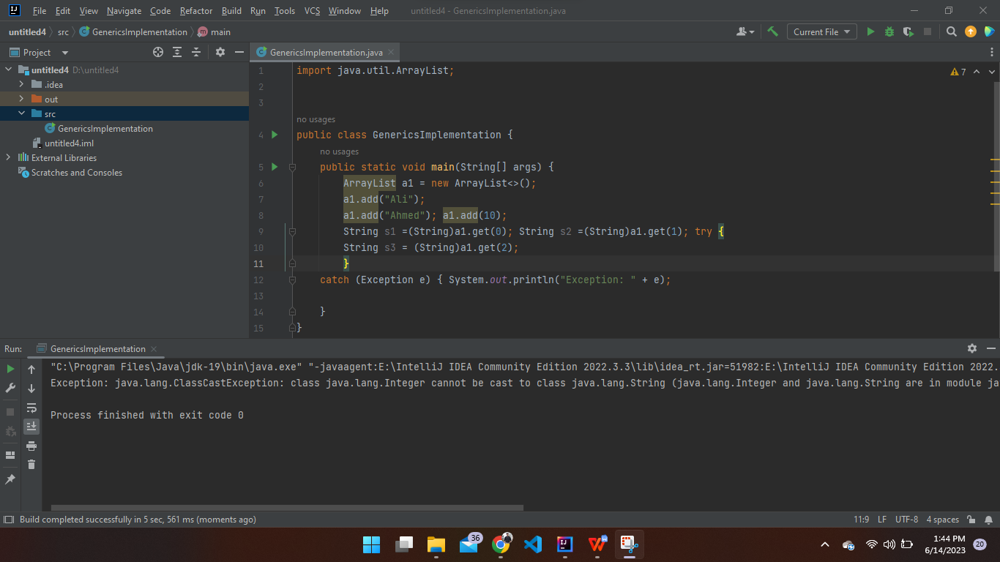 File Edit View Navigate Code Refactor Build Run Tools VCS Window Help untitled4 - GenericsImplementation.java
untitled4 src GenericsImplementation main Current File
Project
GenericsImplementation.java
untitled4 D:\untitled4
.idea
out
src
GenericsImplementation
untitled4.iml
External Libraries
Scratches and Consoles
7
1 import java.util.ArrayList;
2
3
no usages
4 public class GenericsImplementation {
no usages
5 public static void main(String[] args) {
6 ArrayList a1 = new ArrayList<>();
7 a1.add("Ali");
8 a1.add("Ahmed"); a1.add(10);
9 String s1 =(String)a1.get(0); String s2 =(String)a1.get(1); try {
10 String s3 = (String)a1.get(2);
11 }
12 catch (Exception e) { System.out.println("Exception: " + e);
13
14 }
15 }
Run: GenericsImplementation
"C:\Program Files\Java\jdk-19\bin\java.exe" "-javaagent:E:\IntelliJ IDEA Community Edition 2022.3.3\lib\idea_rt.jar=51982:E:\IntelliJ IDEA Community Edition 2022.
Exception: java.lang.ClassCastException: class java.lang.Integer cannot be cast to class java.lang.String (java.lang.Integer and java.lang.String are in module ja
Process finished with exit code 0
Build completed successfully in 5 sec, 561 ms (moments ago) 11:9 LF UTF-8 4 spaces
36
1:44 PM
6/14/2023
20